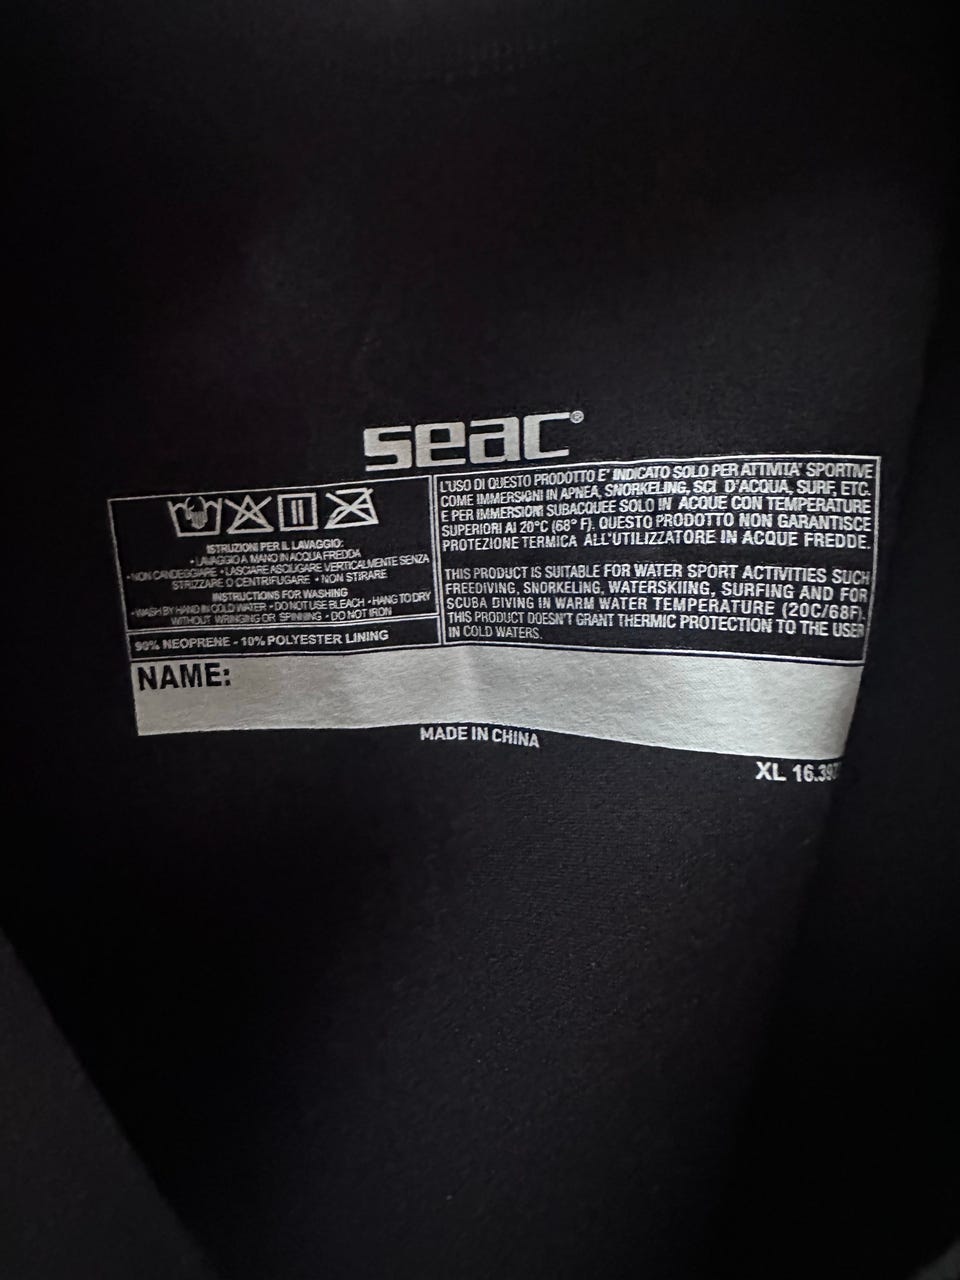 seac®
ISTRUZIONI PER IL LAVAGGIO:
• LAVAGGIO A MANO IN ACQUA FREDDA
• NON CANDEGGIARE • LASCIARE ASCIUGARE VERTICALMENTE SENZA
STRIZZARE O CENTRIFUGARE • NON STIRARE
INSTRUCTIONS FOR WASHING
• WASH BY HAND IN COLD WATER • DO NOT USE BLEACH • HANG TO DRY
WITHOUT WRINGING OR SPINNING • DO NOT IRON
90% NEOPRENE - 10% POLYESTER LINING
L'USO DI QUESTO PRODOTTO E' INDICATO SOLO PER ATTIVITA' SPORTIVE
COME IMMERSIONI IN APNEA, SNORKELING, SCI D'ACQUA, SURF, ETC.
E PER IMMERSIONI SUBACQUEE SOLO IN ACQUE CON TEMPERATURE
SUPERIORI AI 20°C (68° F). QUESTO PRODOTTO NON GARANTISCE
PROTEZIONE TERMICA ALL'UTILIZZATORE IN ACQUE FREDDE.
THIS PRODUCT IS SUITABLE FOR WATER SPORT ACTIVITIES SUCH
FREEDIVING, SNORKELING, WATERSKIING, SURFING AND FOR
SCUBA DIVING IN WARM WATER TEMPERATURE (20C/68F).
THIS PRODUCT DOESN'T GRANT THERMIC PROTECTION TO THE USER
IN COLD WATERS.
NAME:
MADE IN CHINA
XL